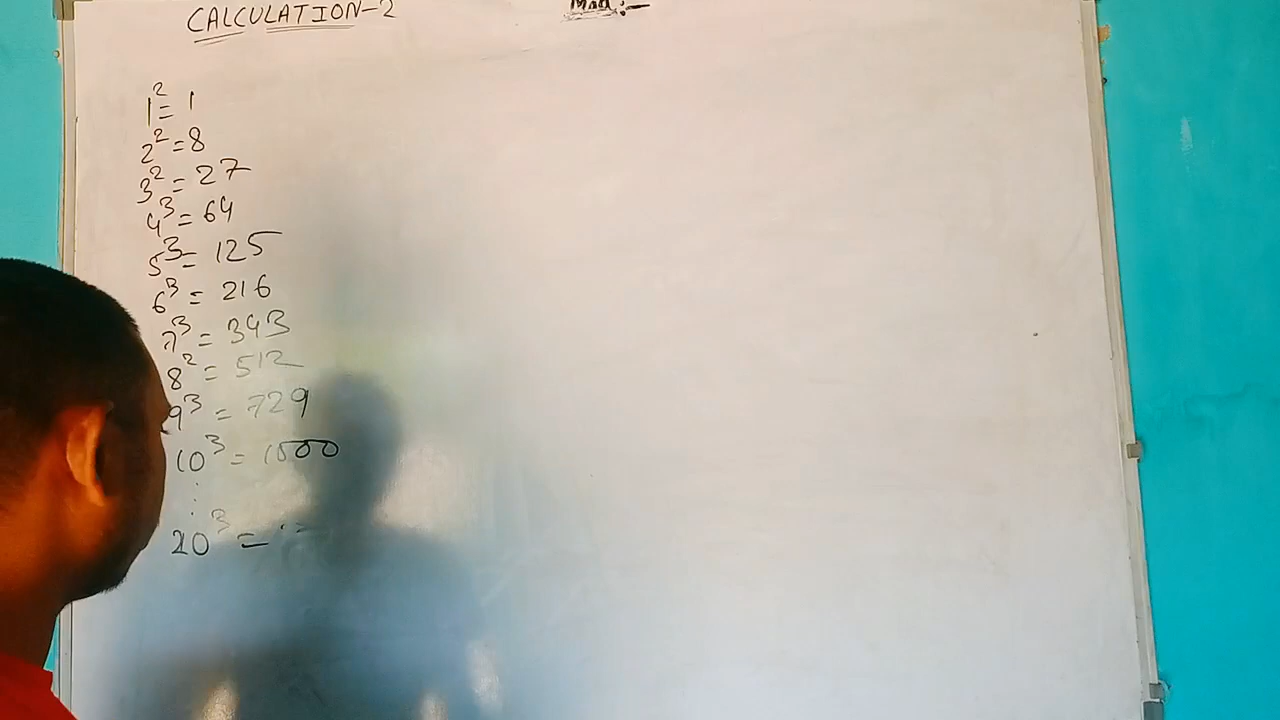 CALCULATION-2
1² = 1
2² = 8
3² = 27
4³ = 64
5³ = 125
6³ = 216
7³ = 343
8² = 512
9³ = 729
10³ = 1000
:
20³ =